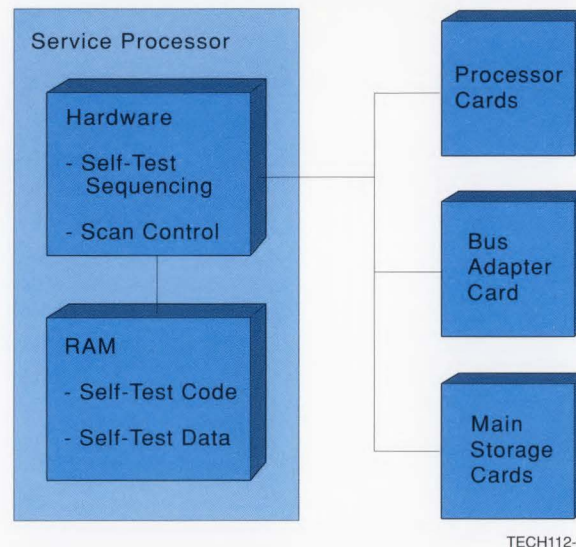 Service Processor
Hardware
- Self-Test
Sequencing
- Scan Control
RAM
- Self-Test Code
- Self-Test Data
Processor
Cards
Bus
Adapter
Card
Main
Storage
Cards
TECH112-